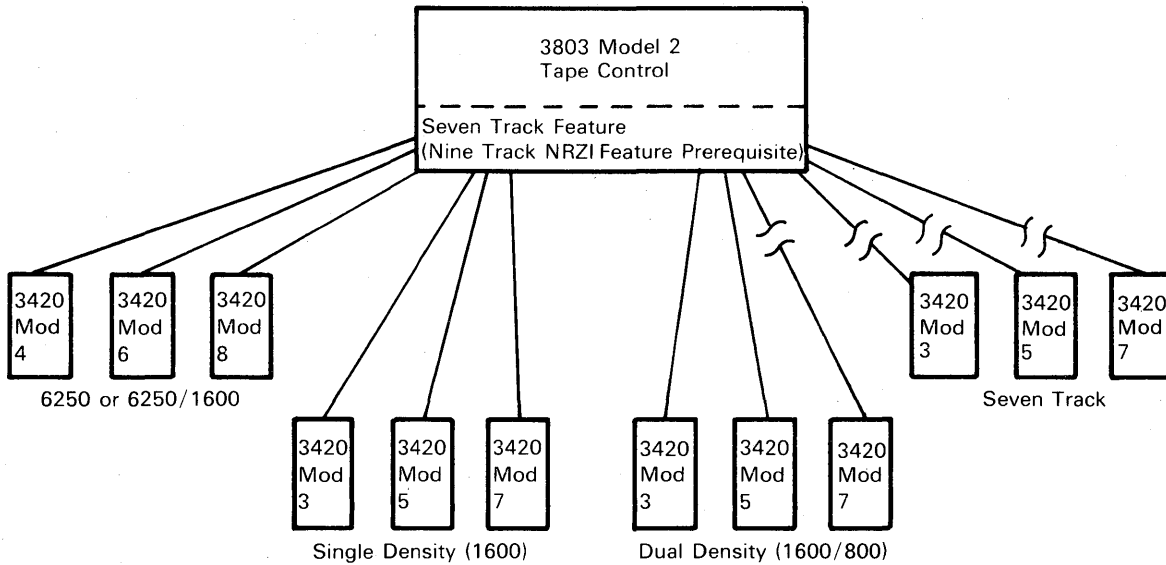 3803 Model 2
Tape Control
Seven Track Feature
(Nine Track NRZI Feature Prerequisite)
3420
Mod
4
3420
Mod
6
3420
Mod
8
6250 or 6250/1600
3420
Mod
3
3420
Mod
5
3420
Mod
7
Seven Track
3420
Mod
3
3420
Mod
5
3420
Mod
7
Single Density (1600)
3420
Mod
3
3420
Mod
5
3420
Mod
7
Dual Density (1600/800)